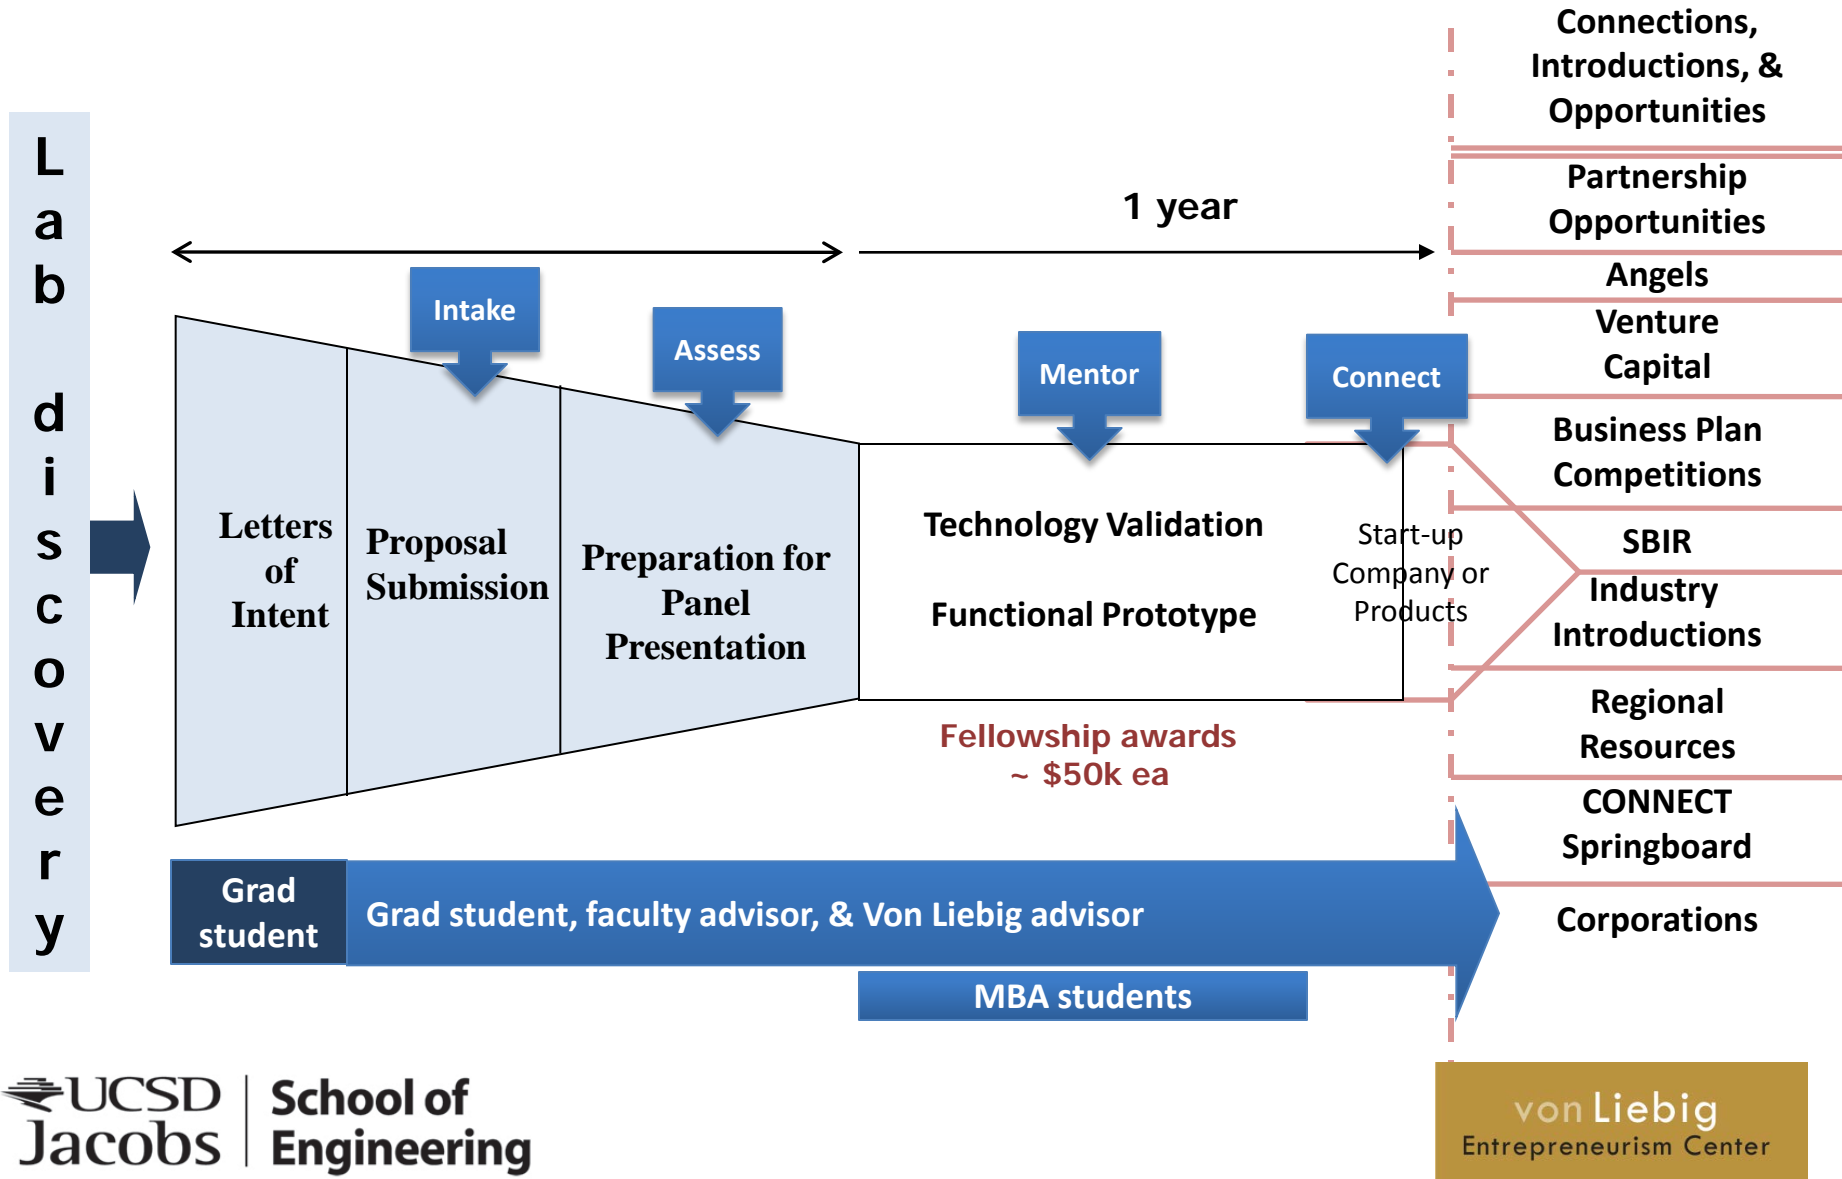 Lab discovery
1 year
Intake
Assess
Mentor
Connect
Letters
of
Intent
Proposal
Submission
Preparation for
Panel
Presentation
Technology Validation
Functional Prototype
Start-up
Company or
Products
Fellowship awards
~ $50k ea
Grad
student
Grad student, faculty advisor, & Von Liebig advisor
MBA students
Connections,
Introductions, &
Opportunities
Partnership
Opportunities
Angels
Venture
Capital
Business Plan
Competitions
SBIR
Industry
Introductions
Regional
Resources
CONNECT
Springboard
Corporations
UCSD
Jacobs
School of
Engineering
von Liebig
Entrepreneurism Center